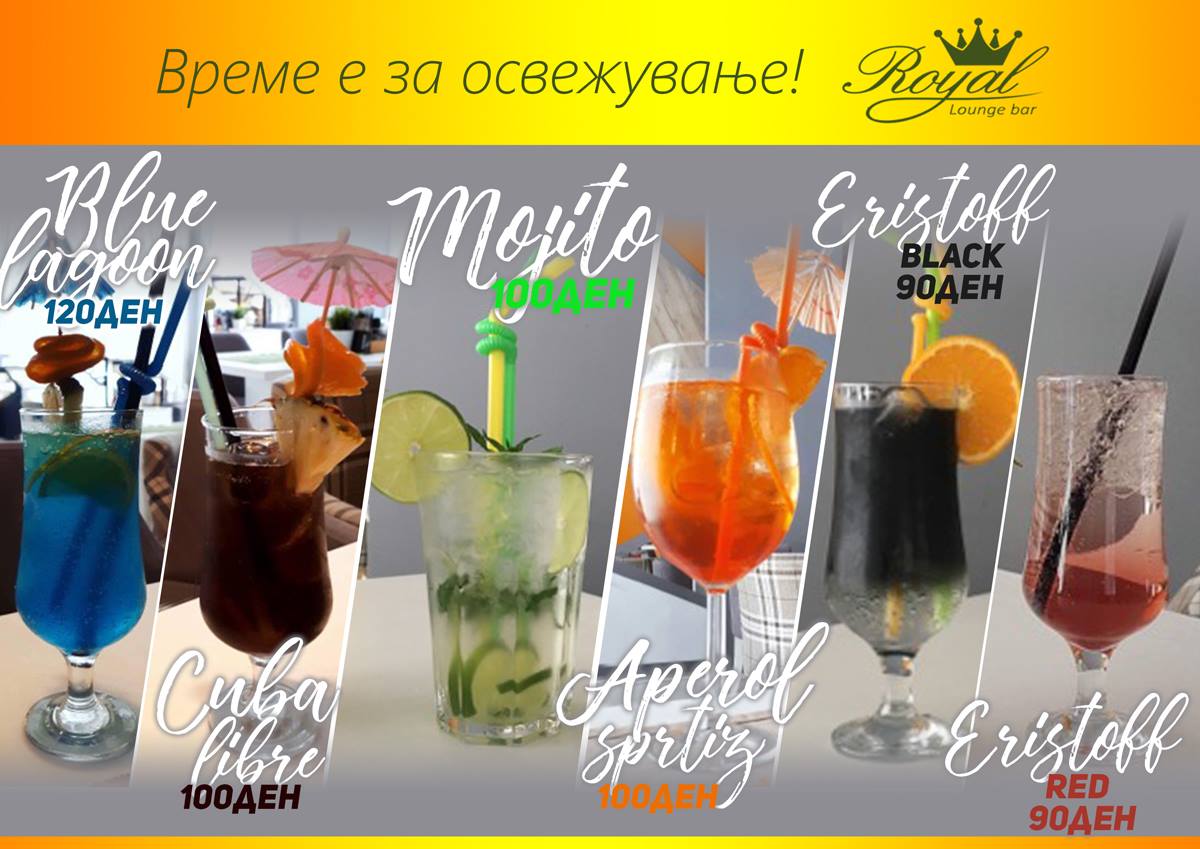 Време е за освежување!
Royal
Lounge bar
Blue
lagoon
120ДЕН
Cuba
libre
100ДЕН
Mojito
100ДЕН
Aperol
sprtiz
100ДЕН
Eristoff
BLACK
90ДЕН
Eristoff
RED
90ДЕН